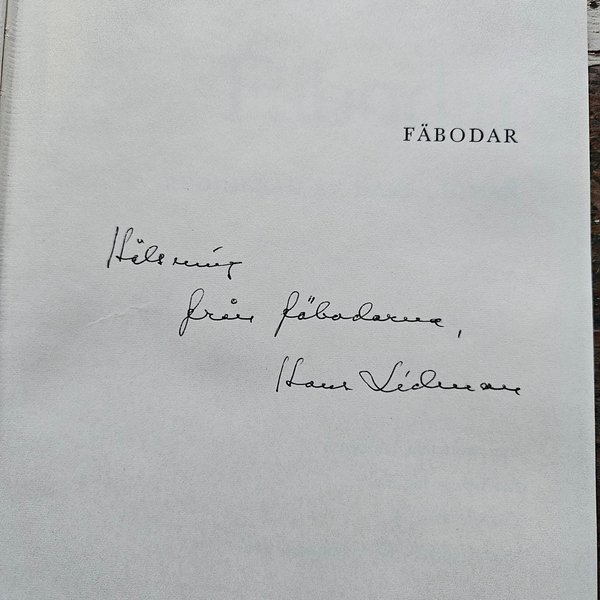 FÄBODAR
Hälsning
från fäbodarna,
Hans Lidman